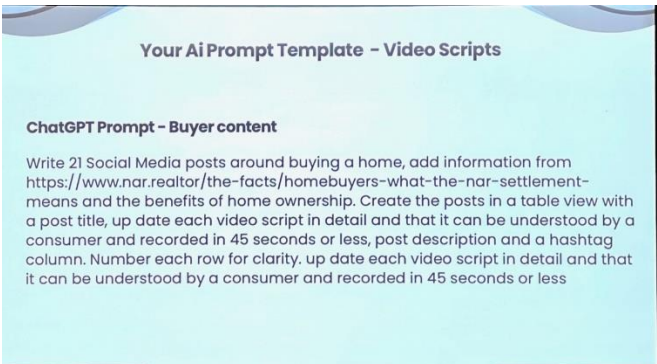 Your Ai Prompt Template - Video Scripts
ChatGPT Prompt - Buyer content
Write 21 Social Media posts around buying a home, add information from
https://www.nar.realtor/the-facts/homebuyers-what-the-nar-settlement-
means and the benefits of home ownership. Create the posts in a table view with
a post title, up date each video script in detail and that it can be understood by a
consumer and recorded in 45 seconds or less, post description and a hashtag
column. Number each row for clarity. up date each video script in detail and that
it can be understood by a consumer and recorded in 45 seconds or less